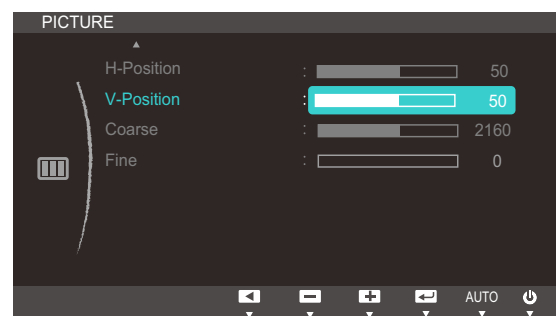 PICTURE
H-Position : 50
V-Position : 50
Coarse : 2160
Fine : 0
AUTO